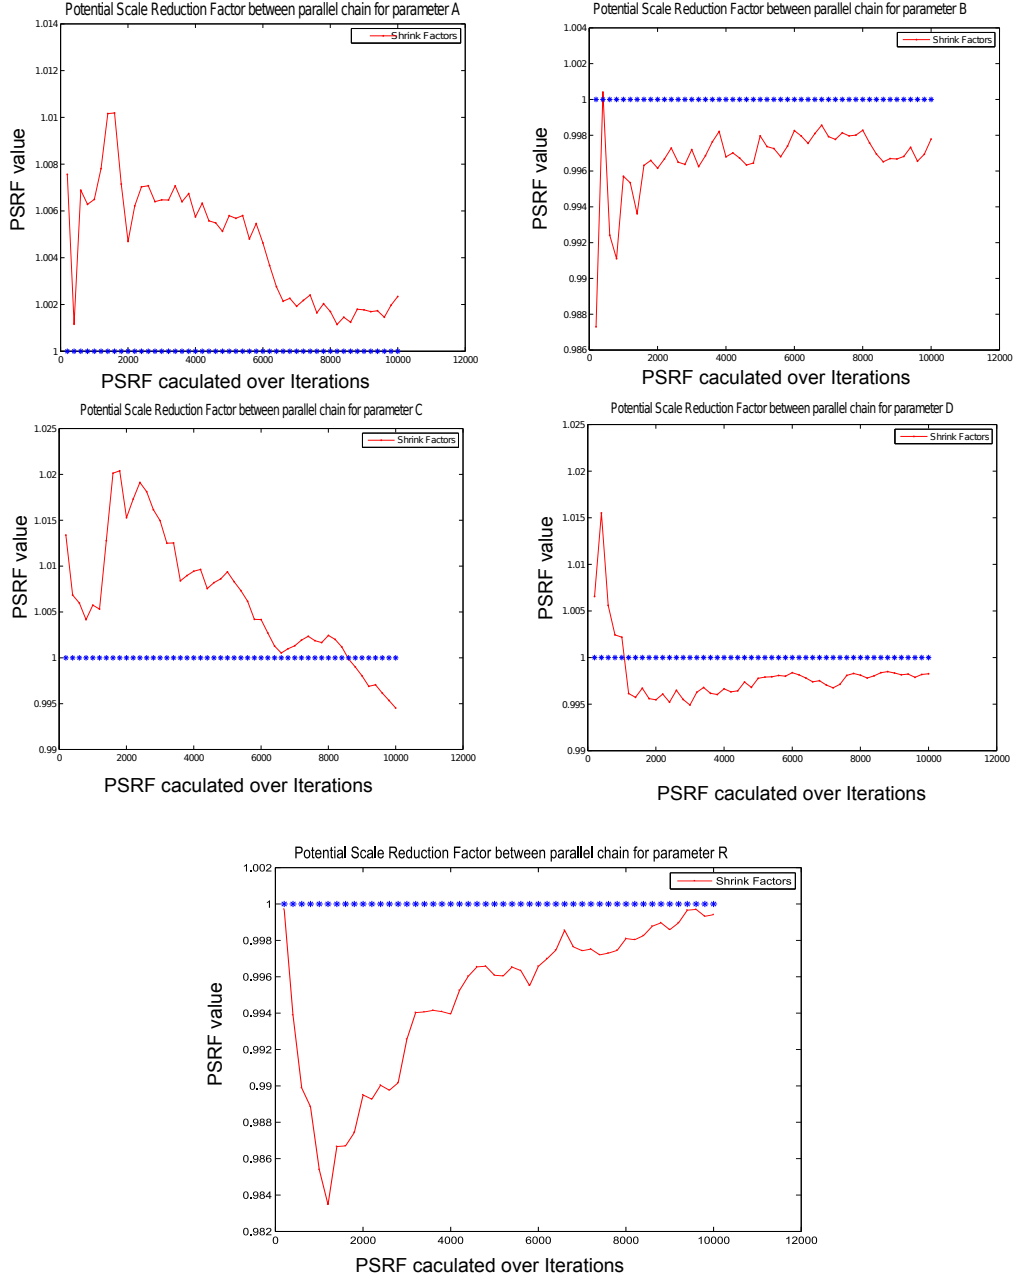 Potential Scale Reduction Factor between parallel chain for parameter A
1.014
1.012
1.01
1.008
1.006
1.004
1.002
1
Shrink Factors
PSRF value
0 2000 4000 6000 8000 10000 12000
PSRF caculated over Iterations
Potential Scale Reduction Factor between parallel chain for parameter B
1.004
1.002
1
0.998
0.996
0.994
0.992
0.99
0.988
0.986
Shrink Factors
PSRF value
0 2000 4000 6000 8000 10000 12000
PSRF caculated over Iterations
Potential Scale Reduction Factor between parallel chain for parameter C
1.025
1.02
1.015
1.01
1.005
1
0.995
0.99
Shrink Factors
PSRF value
0 2000 4000 6000 8000 10000 12000
PSRF caculated over Iterations
Potential Scale Reduction Factor between parallel chain for parameter D
1.025
1.02
1.015
1.01
1.005
1
0.995
0.99
Shrink Factors
PSRF value
0 2000 4000 6000 8000 10000 12000
PSRF caculated over Iterations
Potential Scale Reduction Factor between parallel chain for parameter R
1.002
1
0.998
0.996
0.994
0.992
0.99
0.988
0.986
0.984
0.982
Shrink Factors
PSRF value
0 2000 4000 6000 8000 10000 12000
PSRF caculated over Iterations